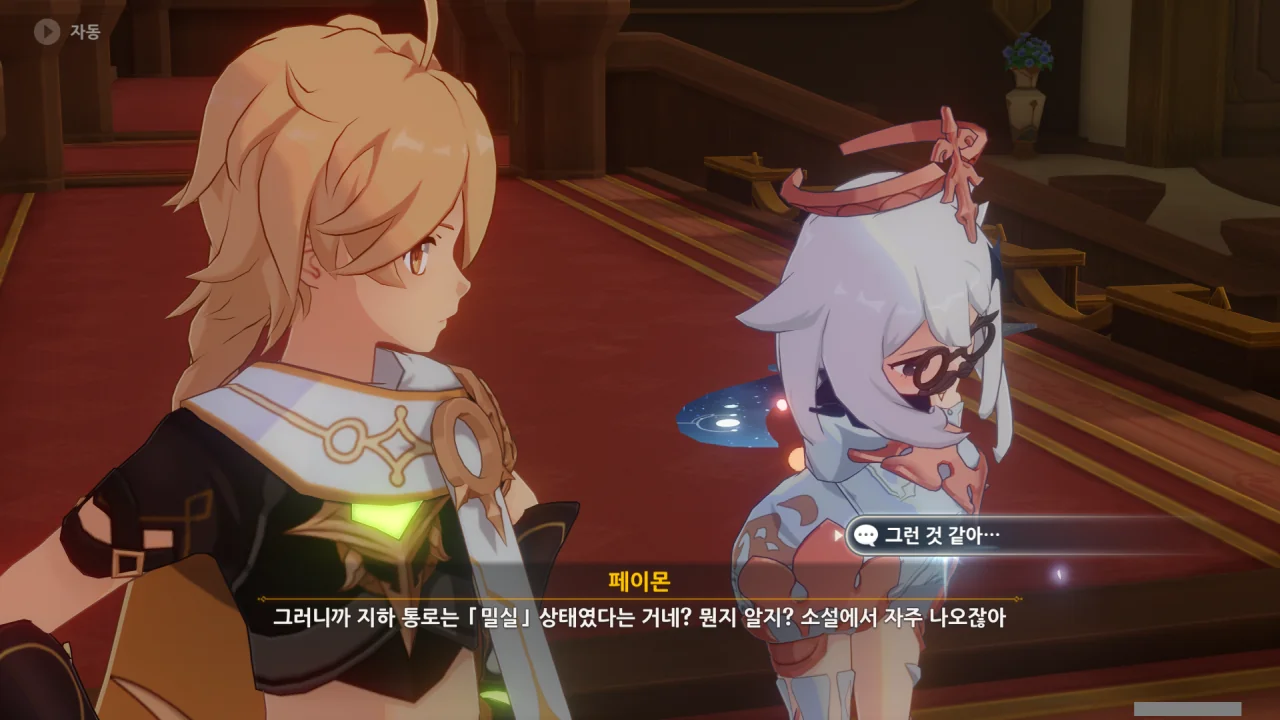 자동
그런 것 같아…
페이몬
그러니까 지하 통로는 「밀실」 상태였다는 거네? 뭔지 알지? 소설에서 자주 나오잖아